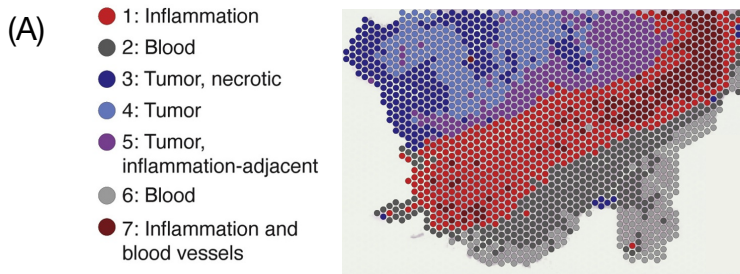 (A)
1: Inflammation
2: Blood
3: Tumor, necrotic
4: Tumor
5: Tumor,
inflammation-adjacent
6: Blood
7: Inflammation and
blood vessels